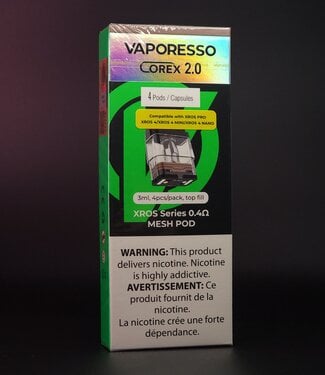 VAPORESSO
COREX 2.0
4 Pods / Capsules
Compatible with XROS PRO
XROS 4/XROS 4 MINI/XROS 4 NANO
3ml, 4pcs/pack, top fill
XROS Series 0.4Ω
MESH POD
WARNING: This product
delivers nicotine. Nicotine
is highly addictive.
AVERTISSEMENT: Ce
produit fournit de la
nicotine.
La nicotine crée une forte
dépendance.